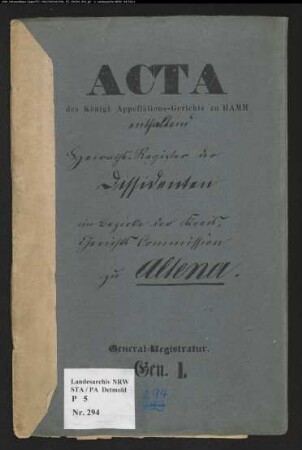 ACTA
des Königl. Appellations-Gerichts zu HAMM
enthaltend
Heiraths-Register der
Dissidenten
im Bezirke der Kreis-
Gerichts Commission
zu Altena.
General-Registratur.
Gen. I.
Landesarchiv NRW
STA / PA Detmold
P 5
Nr. 294
294